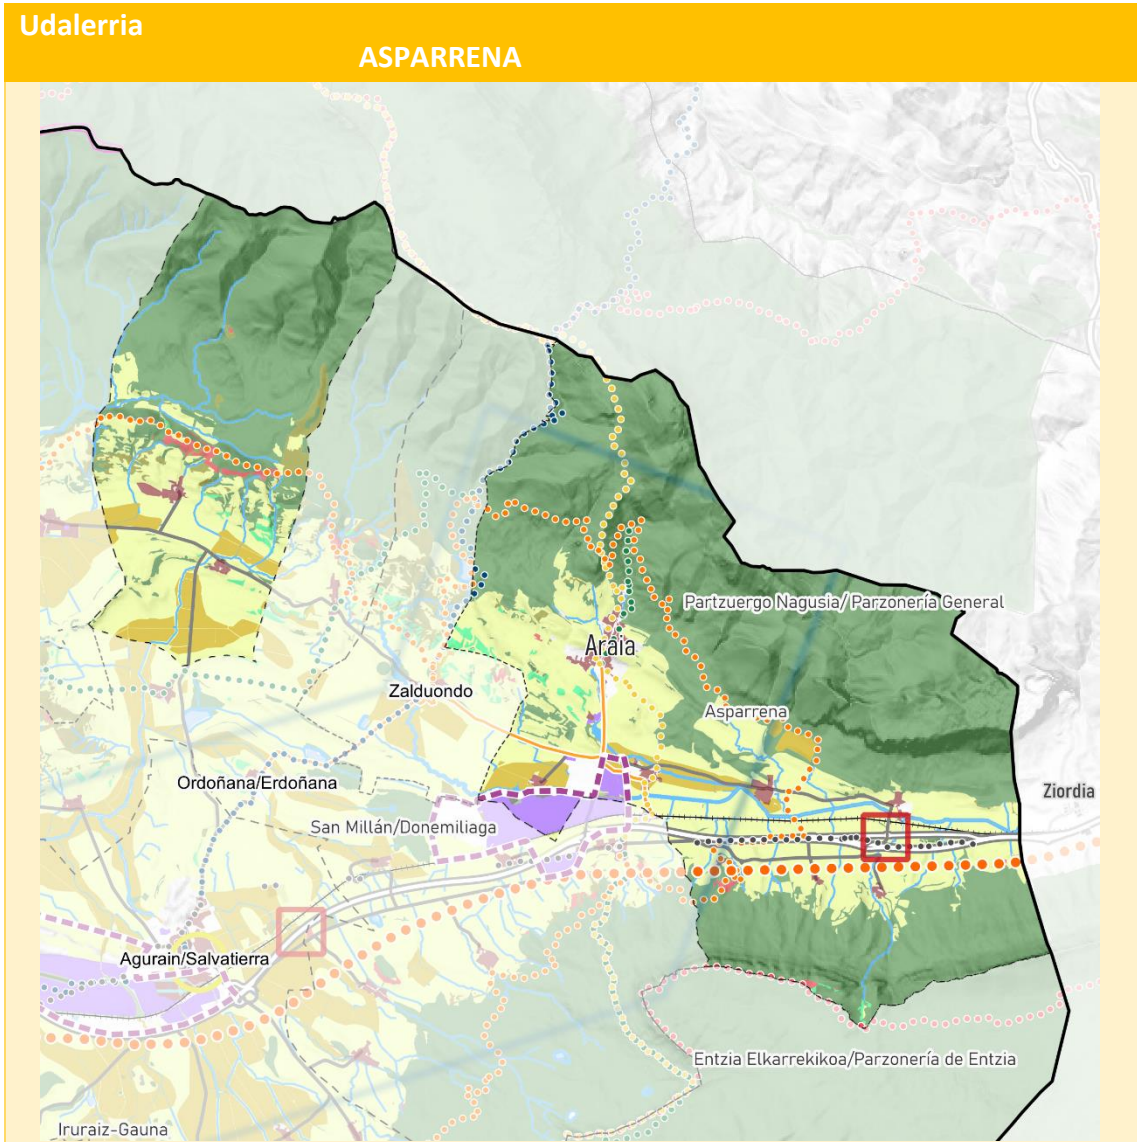 Udalerria
ASPARRENA
Partzuergo Nagusia/ Parzonería General
Araia
Zalduondo
Asparrena
Ordoñana/Erdoñana
Ziordia
San Millán/Donemiliaga
Agurain/Salvatierra
Entzia Elkarrekikoa/Parzonería de Entzia
Iruraiz-Gauna